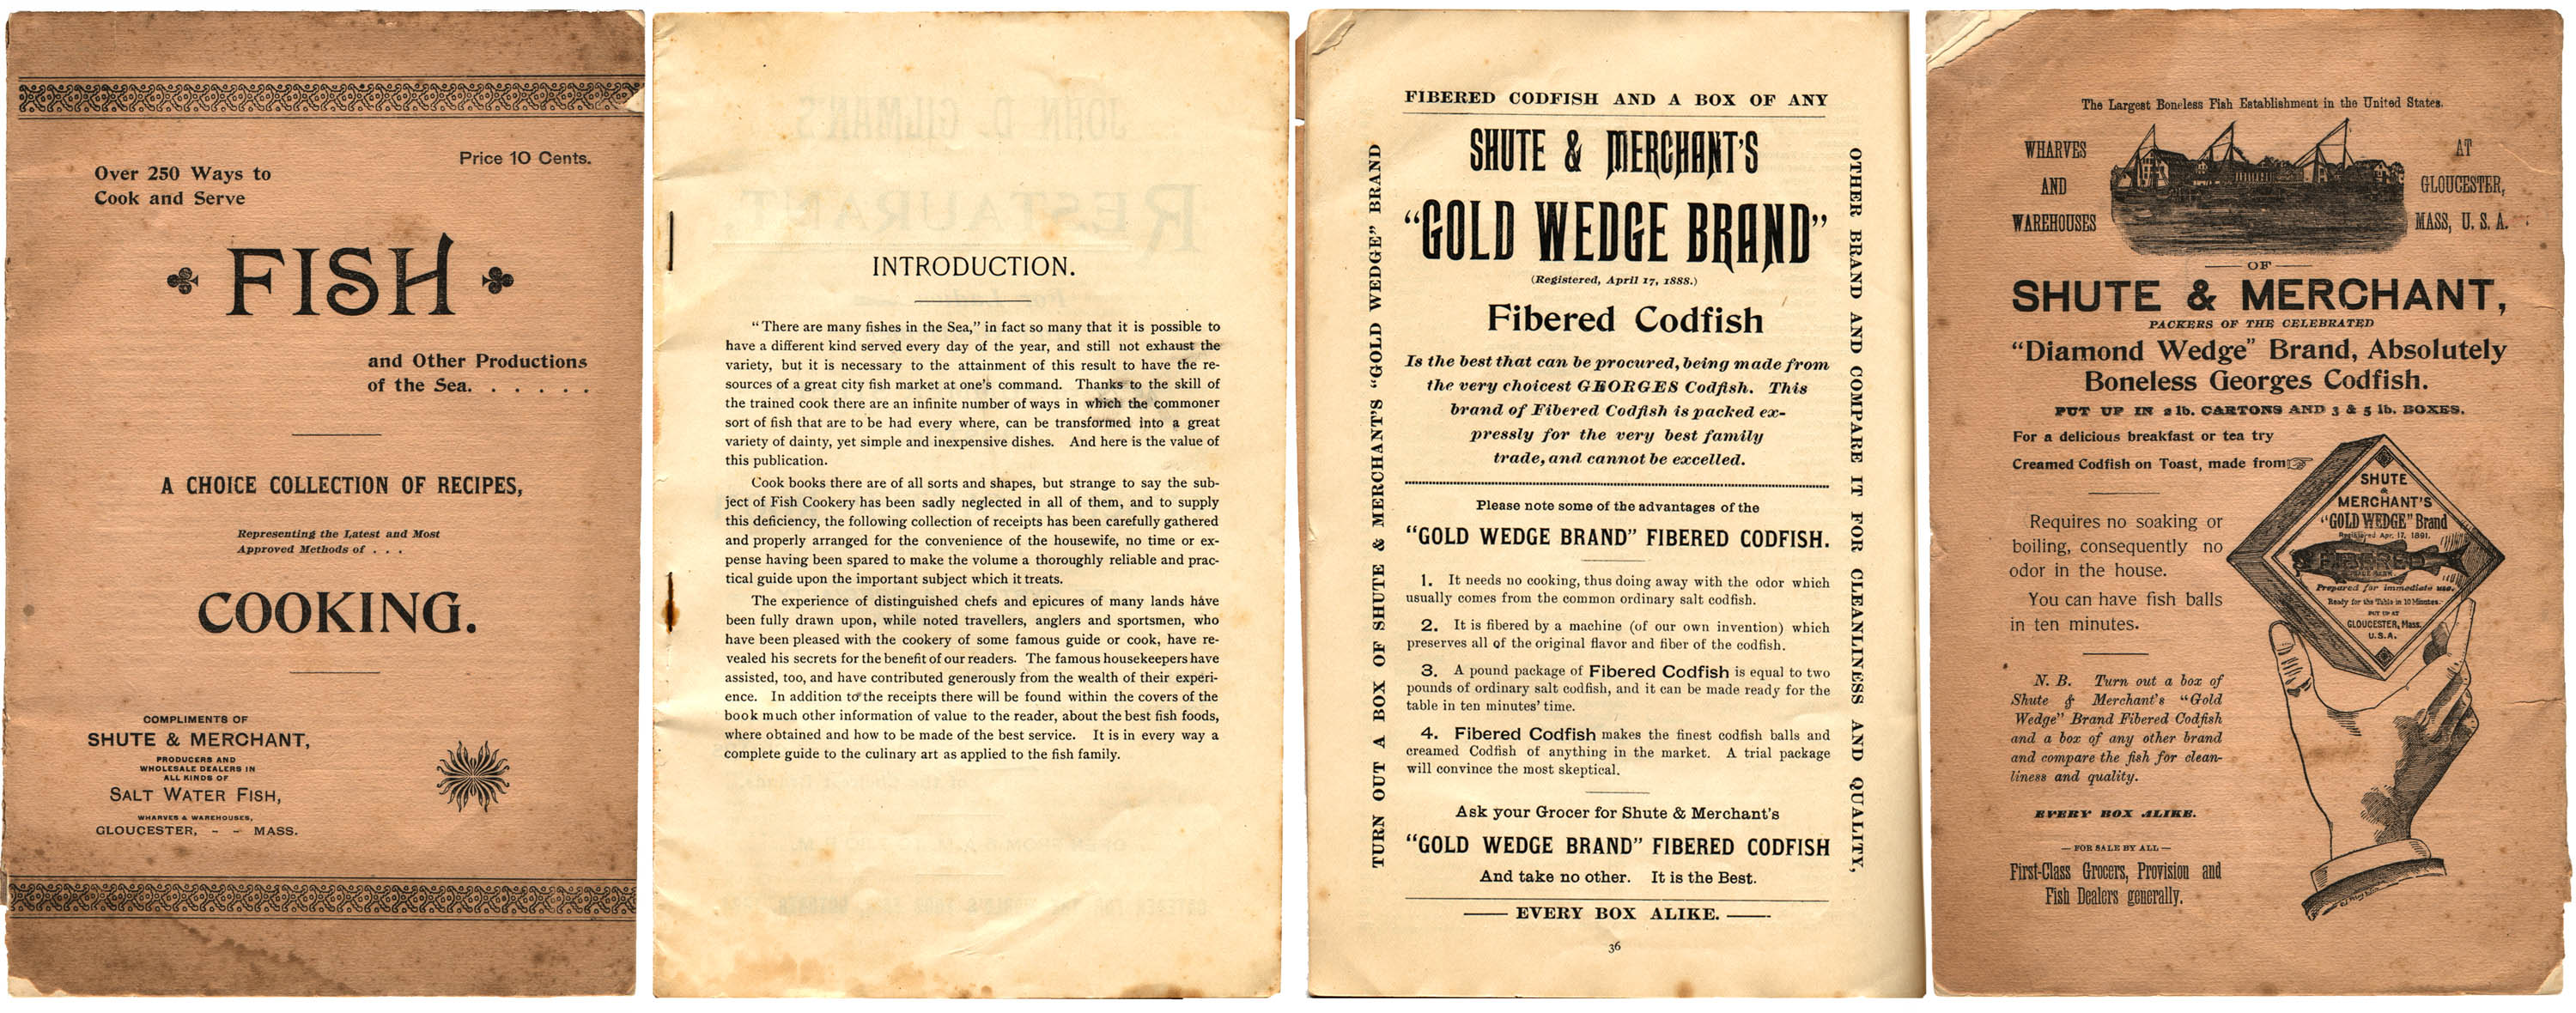 Over 250 Ways to
Cook and Serve
Price 10 Cents.
FISH
and Other Productions
of the Sea. . . . . .
A CHOICE COLLECTION OF RECIPES,
Representing the Latest and Most
Approved Methods of . . .
COOKING.
COMPLIMENTS OF
SHUTE & MERCHANT,
PRODUCERS AND
WHOLESALE DEALERS IN
ALL KINDS OF
SALT WATER FISH,
WHARVES & WAREHOUSES,
GLOUCESTER, - - MASS.
INTRODUCTION.
"There are many fishes in the Sea," in fact so many that it is possible to
have a different kind served every day of the year, and still not exhaust the
variety, but it is necessary to the attainment of this result to have the re-
sources of a great city fish market at one's command. Thanks to the skill of
the trained cook there are an infinite number of ways in which the commoner
sort of fish that are to be had every where, can be transformed into a great
variety of dainty, yet simple and inexpensive dishes. And here is the value of
this publication.
Cook books there are of all sorts and shapes, but strange to say the sub-
ject of Fish Cookery has been sadly neglected in all of them, and to supply
this deficiency, the following collection of receipts has been carefully gathered
and properly arranged for the convenience of the housewife, no time or ex-
pense having been spared to make the volume a thoroughly reliable and prac-
tical guide upon the important subject which it treats.
The experience of distinguished chefs and epicures of many lands have
been fully drawn upon, while noted travellers, anglers and sportsmen, who
have been pleased with the cookery of some famous guide or cook, have re-
vealed his secrets for the benefit of our readers. The famous housekeepers have
assisted, too, and have contributed generously from the wealth of their experi-
ence. In addition to the receipts there will be found within the covers of the
book much other information of value to the reader, about the best fish foods,
where obtained and how to be made of the best service. It is in every way a
complete guide to the culinary art as applied to the fish family.
TURN OUT A BOX OF SHUTE & MERCHANT'S "GOLD WEDGE" BRAND
FIBERED CODFISH AND A BOX OF ANY
OTHER BRAND AND COMPARE IT FOR CLEANLINESS AND QUALITY,
SHUTE & MERCHANT'S
"GOLD WEDGE BRAND"
(Registered, April 17, 1888.)
Fibered Codfish
Is the best that can be procured, being made from
the very choicest GEORGES Codfish. This
brand of Fibered Codfish is packed ex-
pressly for the very best family
trade, and cannot be excelled.
Please note some of the advantages of the
"GOLD WEDGE BRAND" FIBERED CODFISH.
1. It needs no cooking, thus doing away with the odor which
usually comes from the common ordinary salt codfish.
2. It is fibered by a machine (of our own invention) which
preserves all of the original flavor and fiber of the codfish.
3. A pound package of Fibered Codfish is equal to two
pounds of ordinary salt codfish, and it can be made ready for the
table in ten minutes' time.
4. Fibered Codfish makes the finest codfish balls and
creamed Codfish of anything in the market. A trial package
will convince the most skeptical.
Ask your Grocer for Shute & Merchant's
"GOLD WEDGE BRAND" FIBERED CODFISH
And take no other. It is the Best.
EVERY BOX ALIKE.
36
The Largest Boneless Fish Establishment in the United States.
WHARVES
AND
WAREHOUSES
AT
GLOUCESTER,
MASS, U. S. A.
OF
SHUTE & MERCHANT,
PACKERS OF THE CELEBRATED
"Diamond Wedge" Brand, Absolutely
Boneless Georges Codfish.
PUT UP IN 2 lb. CARTONS AND 3 & 5 lb. BOXES.
For a delicious breakfast or tea try
Creamed Codfish on Toast, made from
Requires no soaking or
boiling, consequently no
odor in the house.
You can have fish balls
in ten minutes.
N. B. Turn out a box of
Shute & Merchant's "Gold
Wedge" Brand Fibered Codfish
and a box of any other brand
and compare the fish for clean-
liness and quality.
EVERY BOX ALIKE.
— FOR SALE BY ALL —
First-Class Grocers, Provision and
Fish Dealers generally.
SHUTE
&
MERCHANT'S
"GOLD WEDGE" Brand
Registered Apr. 17, 1891.
FIBERED
Prepared for immediate use.
Ready for the Table in 10 Minutes.
PUT UP AT
GLOUCESTER, Mass.
U.S.A.